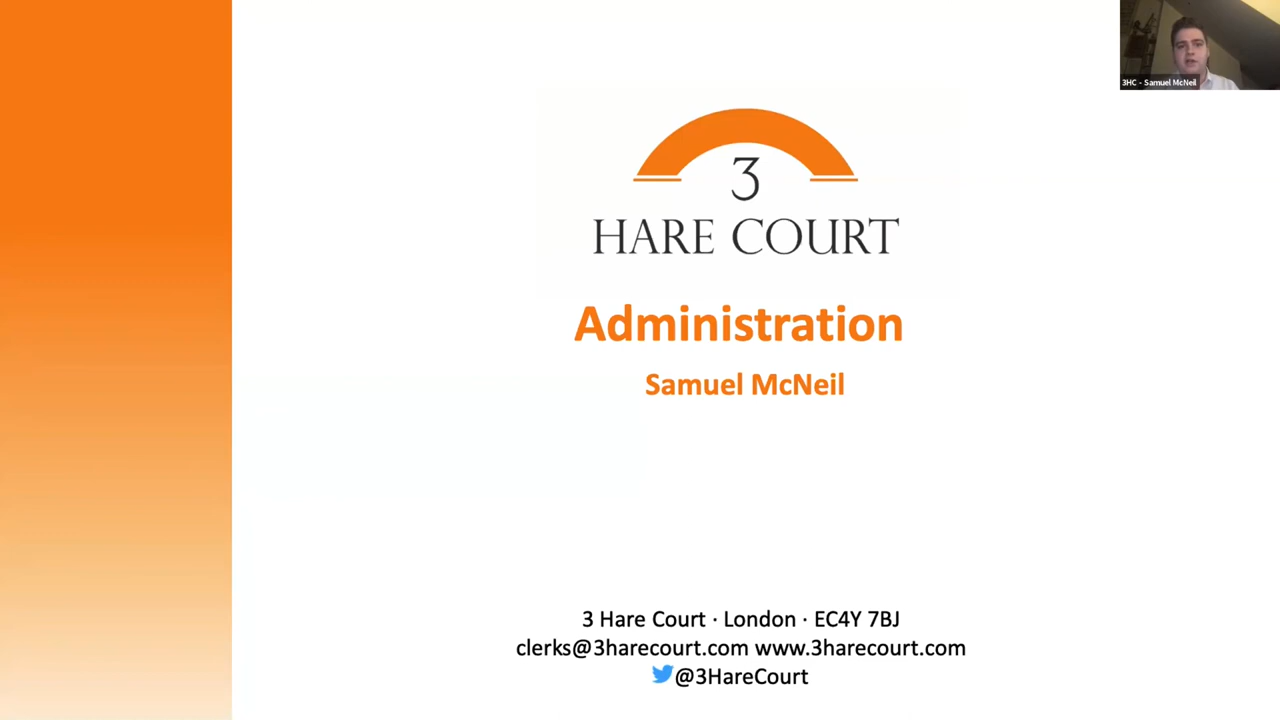 3HC - Samuel McNeil
3
HARE COURT
Administration
Samuel McNeil
3 Hare Court · London · EC4Y 7BJ
clerks@3harecourt.com www.3harecourt.com
@3HareCourt